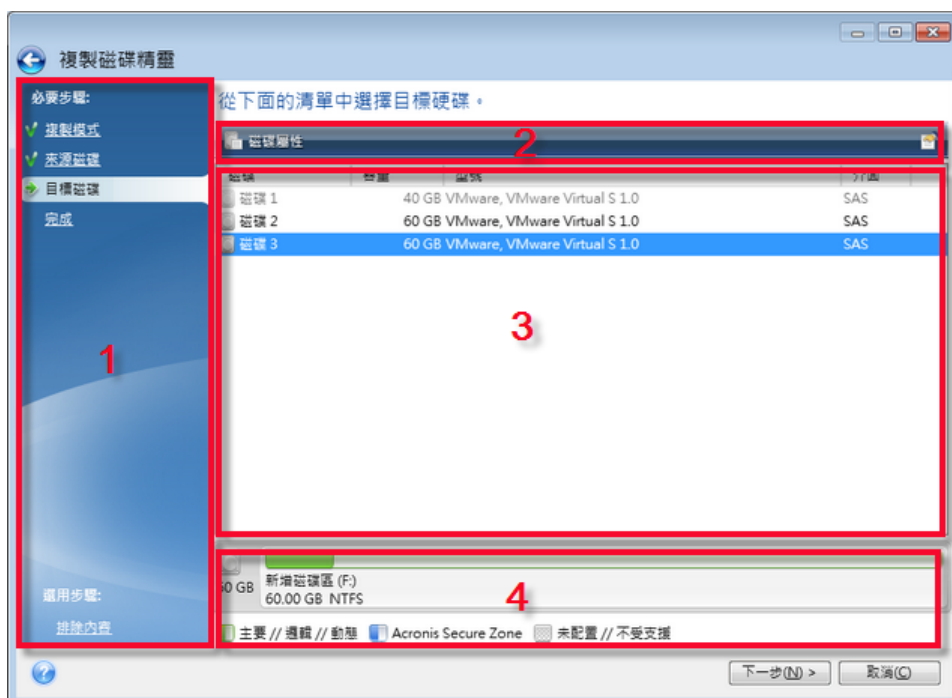 複製磁碟精靈
必要步驟:
複製模式
來源磁碟
目標磁碟
完成
1
選用步驟:
排除內容
從下面的清單中選擇目標硬碟。
磁碟屬性
2
磁碟 容量 型號 介面
磁碟 1 40 GB VMware, VMware Virtual S 1.0 SAS
磁碟 2 60 GB VMware, VMware Virtual S 1.0 SAS
磁碟 3 60 GB VMware, VMware Virtual S 1.0 SAS
3
60 GB
新增磁碟區 (F:)
60.00 GB NTFS
4
主要 // 邏輯 // 動態 Acronis Secure Zone 未配置 // 不受支援
下一步(N) > 取消(C)